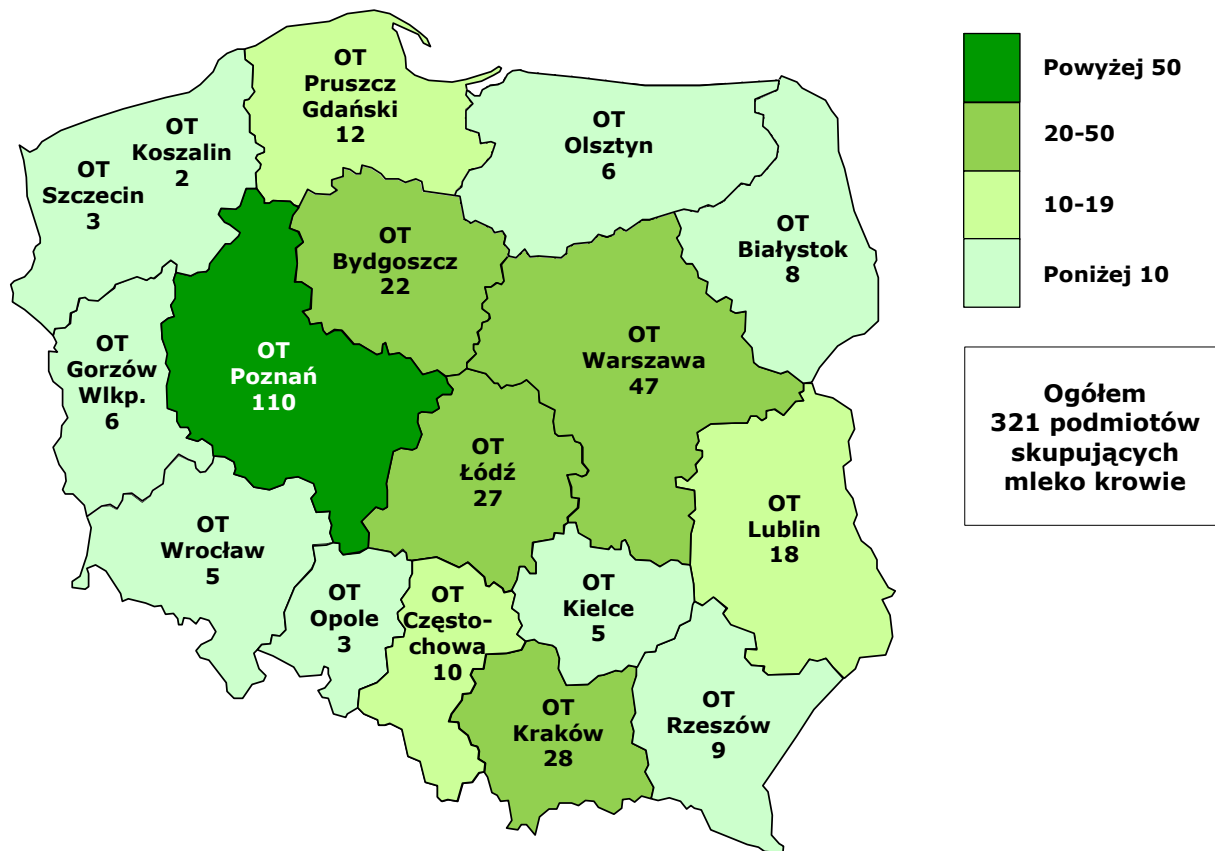 OT
Pruszcz
Gdański
12
OT
Koszalin
2
OT
Szczecin
3
OT
Olsztyn
6
OT
Białystok
8
OT
Bydgoszcz
22
OT
Gorzów
Wlkp.
6
OT
Poznań
110
OT
Warszawa
47
OT
Łódź
27
OT
Lublin
18
OT
Wrocław
5
OT
Opole
3
OT
Często-
chowa
10
OT
Kielce
5
OT
Kraków
28
OT
Rzeszów
9
Powyżej 50
20-50
10-19
Poniżej 10
Ogółem
321 podmiotów
skupujących
mleko krowie